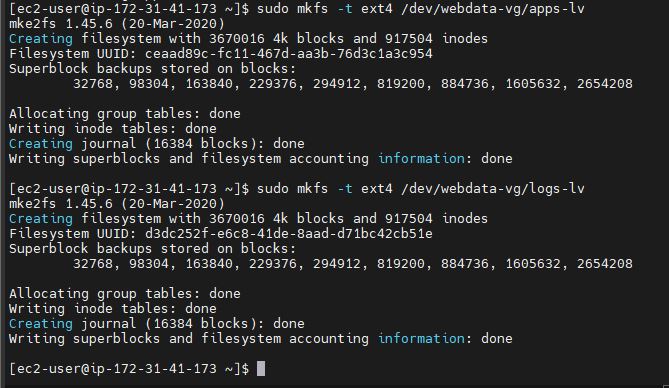 [ec2-user@ip-172-31-41-173 ~]$ sudo mkfs -t ext4 /dev/webdata-vg/apps-lv
mke2fs 1.45.6 (20-Mar-2020)
Creating filesystem with 3670016 4k blocks and 917504 inodes
Filesystem UUID: ceaad89c-fc11-467d-aa3b-76d3c1a3c954
Superblock backups stored on blocks:
        32768, 98304, 163840, 229376, 294912, 819200, 884736, 1605632, 2654208
Allocating group tables: done
Writing inode tables: done
Creating journal (16384 blocks): done
Writing superblocks and filesystem accounting information: done
[ec2-user@ip-172-31-41-173 ~]$ sudo mkfs -t ext4 /dev/webdata-vg/logs-lv
mke2fs 1.45.6 (20-Mar-2020)
Creating filesystem with 3670016 4k blocks and 917504 inodes
Filesystem UUID: d3dc252f-e6c8-41de-8aad-d71bc42cb51e
Superblock backups stored on blocks:
        32768, 98304, 163840, 229376, 294912, 819200, 884736, 1605632, 2654208
Allocating group tables: done
Writing inode tables: done
Creating journal (16384 blocks): done
Writing superblocks and filesystem accounting information: done
[ec2-user@ip-172-31-41-173 ~]$